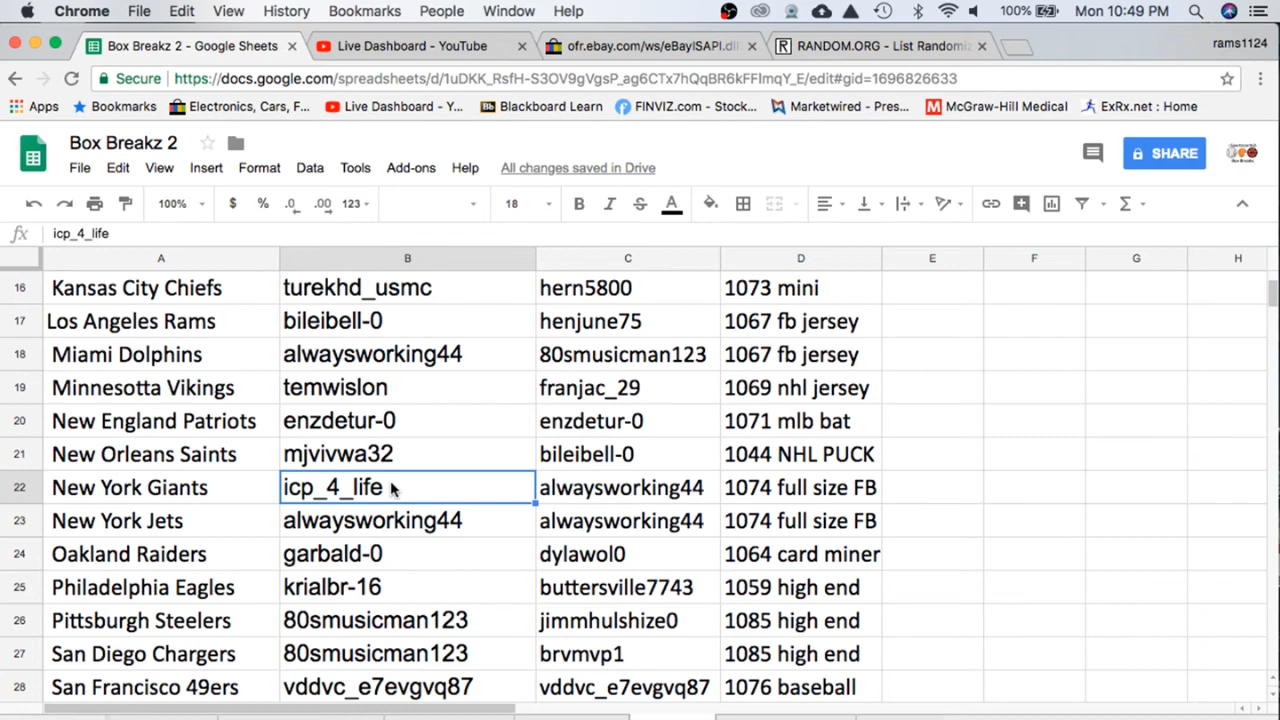 Chrome File Edit View History Bookmarks People Window Help 100% Mon 10:49 PM
Box Breakz 2 - Google Sheets Live Dashboard - YouTube ofr.ebay.com/ws/eBayISAPI.dl RANDOM.ORG - List Randomiz rams1124
Secure https://docs.google.com/spreadsheets/d/1uDKK_RsfH-S3OV9gVgsP_ag6CTx7hQqBR6kFFImqY_E/edit#gid=1696826633
Apps Bookmarks Electronics, Cars, F... Live Dashboard - Y... Bb Blackboard Learn FINVIZ.com - Stock... Marketwired - Pres... McGraw-Hill Medical ExRx.net : Home
Box Breakz 2 SHARE
File Edit View Insert Format Data Tools Add-ons Help All changes saved in Drive
100% $ % .0 .00 123 18 B I S A Σ
fx icp_4_life
A B C D E F G H
16 Kansas City Chiefs turekhd_usmc hern5800 1073 mini
17 Los Angeles Rams bileibell-0 henjune75 1067 fb jersey
18 Miami Dolphins alwaysworking44 80smusicman123 1067 fb jersey
19 Minnesotta Vikings temwislon franjac_29 1069 nhl jersey
20 New England Patriots enzdetur-0 enzdetur-0 1071 mlb bat
21 New Orleans Saints mjvivwa32 bileibell-0 1044 NHL PUCK
22 New York Giants icp_4_life alwaysworking44 1074 full size FB
23 New York Jets alwaysworking44 alwaysworking44 1074 full size FB
24 Oakland Raiders garbald-0 dylawol0 1064 card miner
25 Philadelphia Eagles krialbr-16 buttersville7743 1059 high end
26 Pittsburgh Steelers 80smusicman123 jimmhulshize0 1085 high end
27 San Diego Chargers 80smusicman123 brvmvp1 1085 high end
28 San Francisco 49ers vddvc_e7evgvq87 vddvc_e7evgvq87 1076 baseball